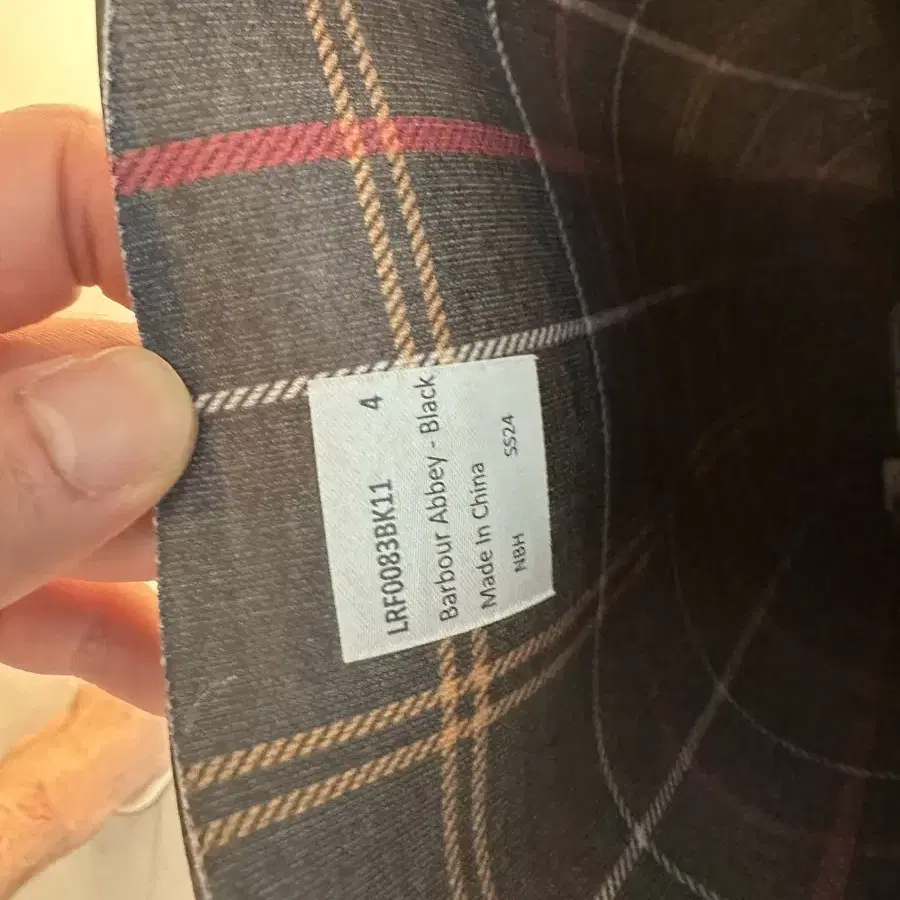 LRF0083BK11 4
Barbour Abbey - Black
Made In China
NBH SS24